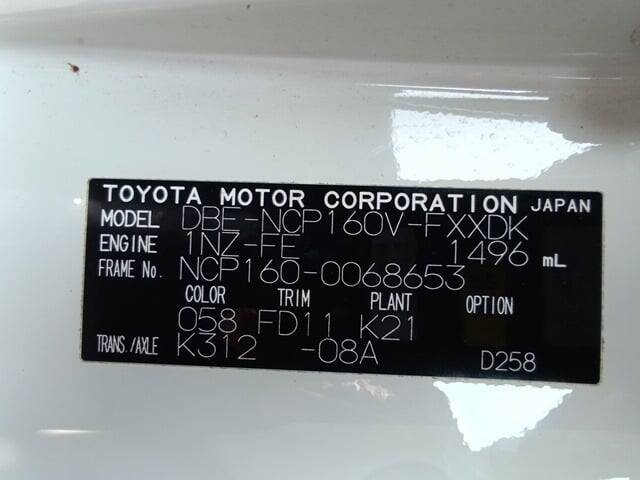 TOYOTA MOTOR CORPORATION JAPAN
MODEL DBE-NCP160V-FXXDK
ENGINE 1NZ-FE 1496 mL
FRAME No. NCP160-0068653
COLOR TRIM PLANT OPTION
058 FD11 K21
TRANS./AXLE K312 -08A D258